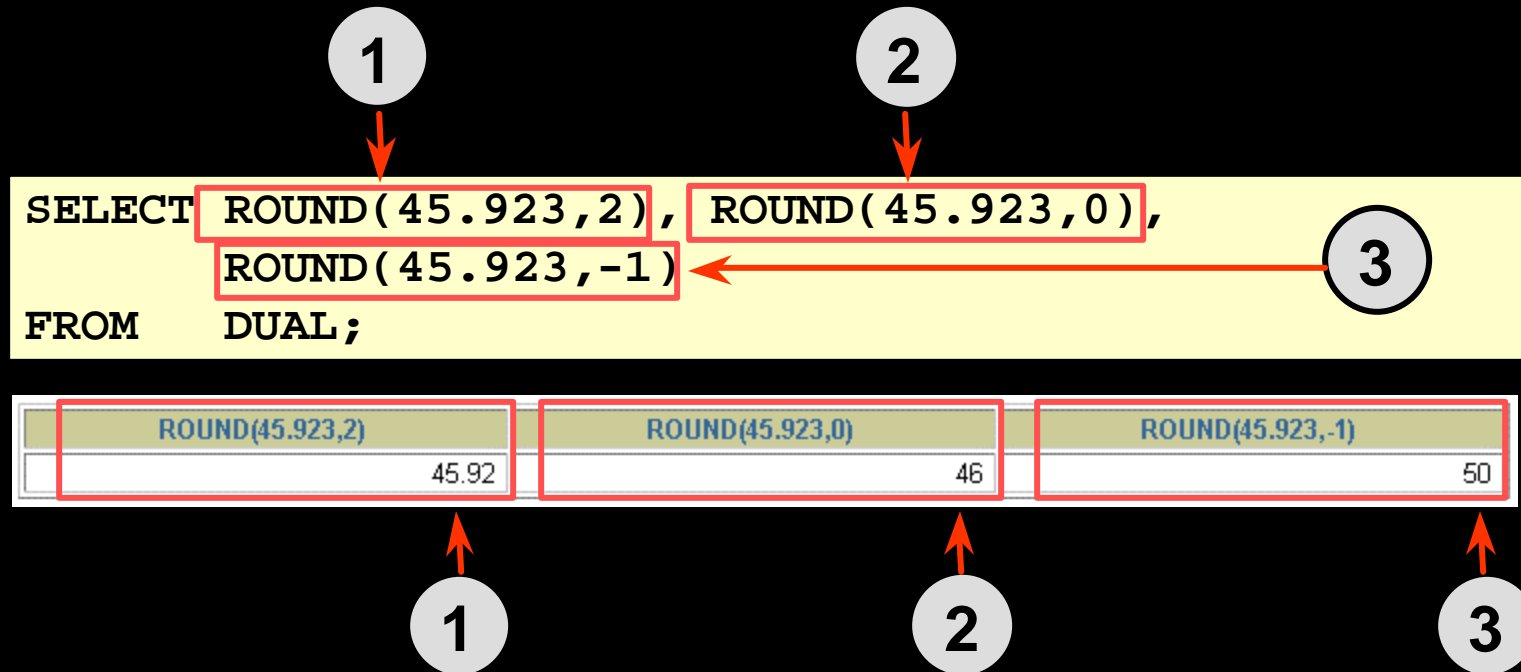 1 2
SELECT ROUND(45.923,2), ROUND(45.923,0),
ROUND(45.923,-1) 3
FROM DUAL;
ROUND(45.923,2) ROUND(45.923,0) ROUND(45.923,-1)
45.92 46 50
1 2 3